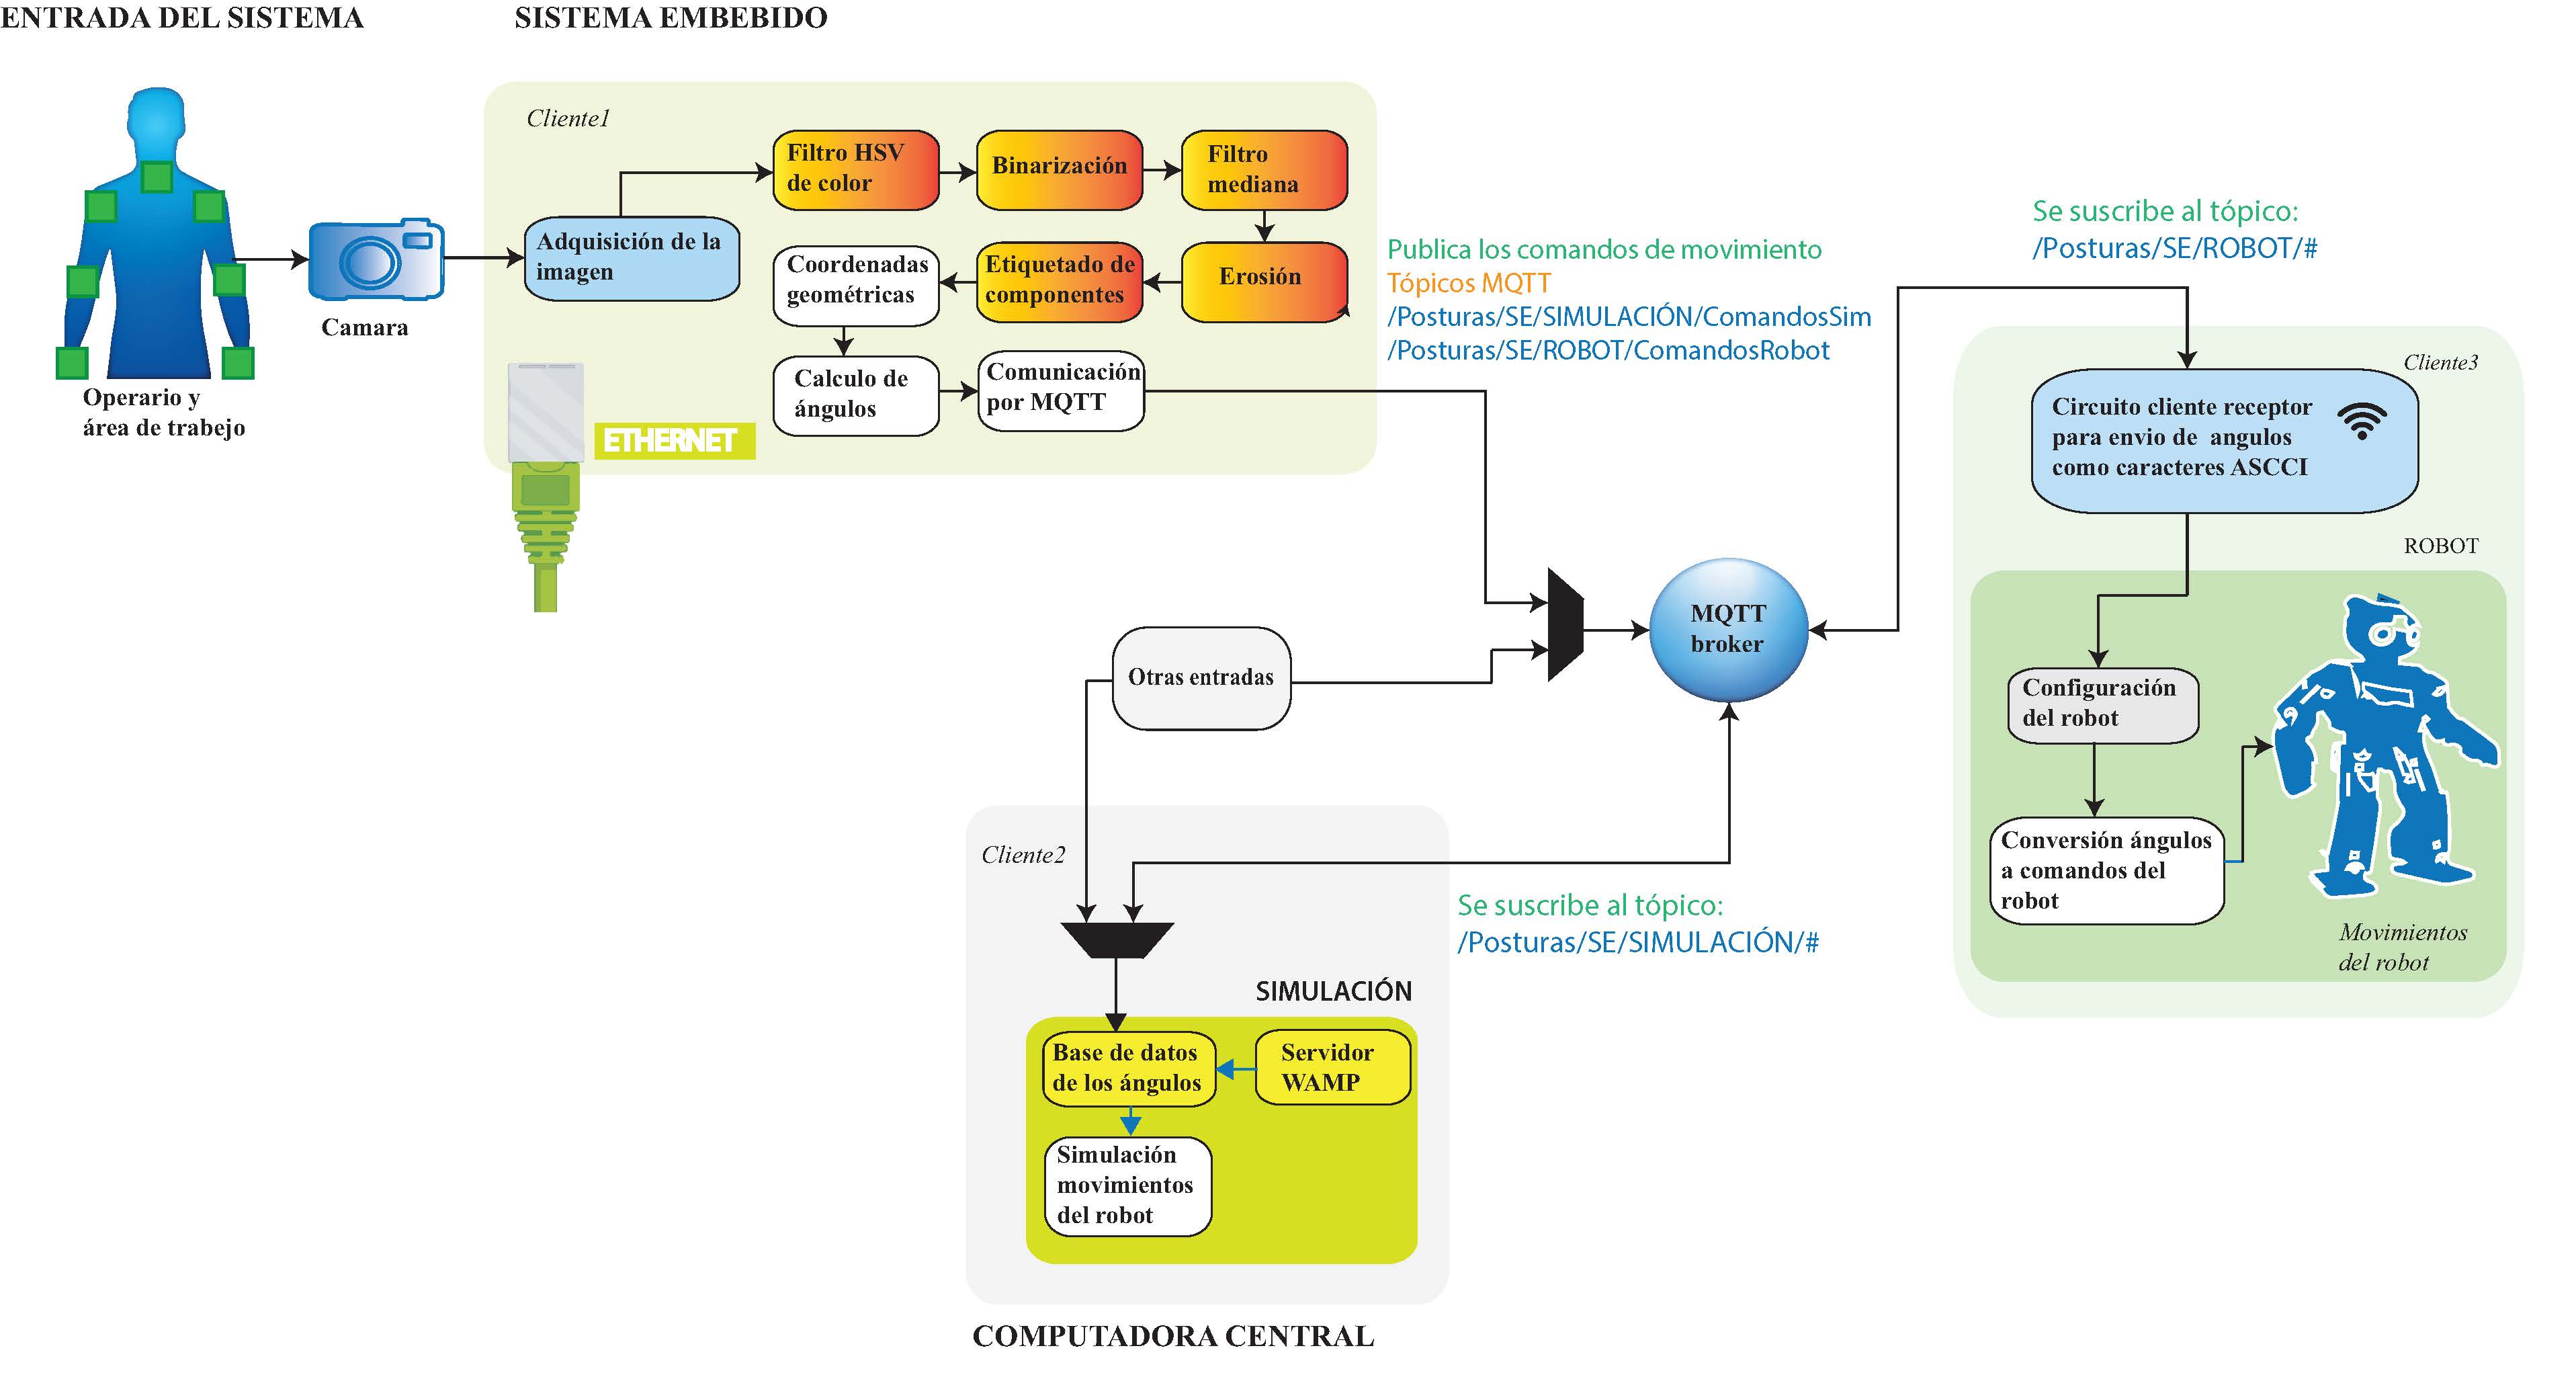 ENTRADA DEL SISTEMA
SISTEMA EMBEBIDO
Operario y
área de trabejo
Camara
Cliente1
Adquisición de la
imagen
Filtro HSV
de color
Binarización
Filtro
mediana
Erosión
Etiquetado de
componentes
Coordenadas
geométricas
Calculo de
ángulos
Comunicación
por MQTT
ETHERNET
Publica los comandos de movimiento
Tópicos MQTT
/Posturas/SE/SIMULACIÓN/ComandosSim
/Posturas/SE/ROBOT/ComandosRobot
Se suscribe al tópico:
/Posturas/SE/ROBOT/#
Cliente3
Circuito cliente receptor
para envio de angulos
como caracteres ASCCI
ROBOT
Configuración
del robot
Conversión ángulos
a comandos del
robot
Movimientos
del robot
MQTT
broker
Otras entradas
Cliente2
Se suscribe al tópico:
/Posturas/SE/SIMULACIÓN/#
SIMULACIÓN
Base de datos
de los ángulos
Servidor
WAMP
Simulación
movimientos
del robot
COMPUTADORA CENTRAL